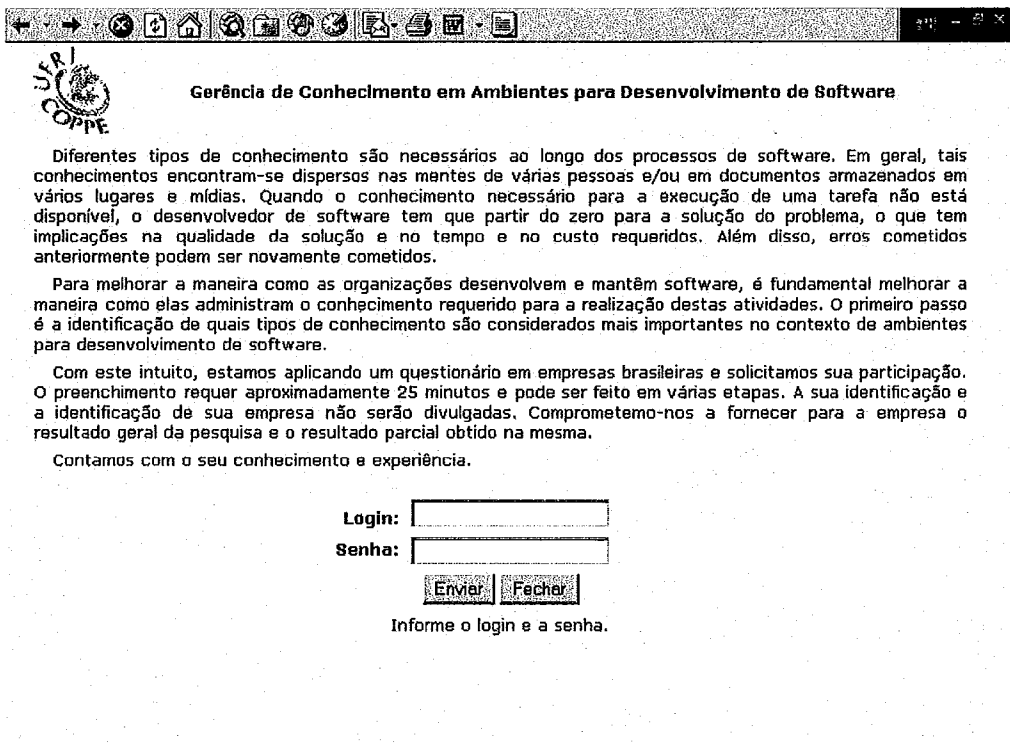 UFRJ
COPPE
Gerência de Conhecimento em Ambientes para Desenvolvimento de Software
Diferentes tipos de conhecimento são necessários ao longo dos processos de software. Em geral, tais
conhecimentos encontram-se dispersos nas mentes de várias pessoas e/ou em documentos armazenados em
vários lugares e mídias. Quando o conhecimento necessário para a execução de uma tarefa não está
disponível, o desenvolvedor de software tem que partir do zero para a solução do problema, o que tem
implicações na qualidade da solução e no tempo e no custo requeridos. Além disso, erros cometidos
anteriormente podem ser novamente cometidos.
Para melhorar a maneira como as organizações desenvolvem e mantêm software, é fundamental melhorar a
maneira como elas administram o conhecimento requerido para a realização destas atividades. O primeiro passo
é a identificação de quais tipos de conhecimento são considerados mais importantes no contexto de ambientes
para desenvolvimento de software.
Com este intuito, estamos aplicando um questionário em empresas brasileiras e solicitamos sua participação.
O preenchimento requer aproximadamente 25 minutos e pode ser feito em várias etapas. A sua identificação e
a identificação de sua empresa não serão divulgadas. Comprometemo-nos a fornecer para a empresa o
resultado geral da pesquisa e o resultado parcial obtido na mesma.
Contamos com o seu conhecimento e experiência.
Login:
Senha:
Enviar Fechar
Informe o login e a senha.